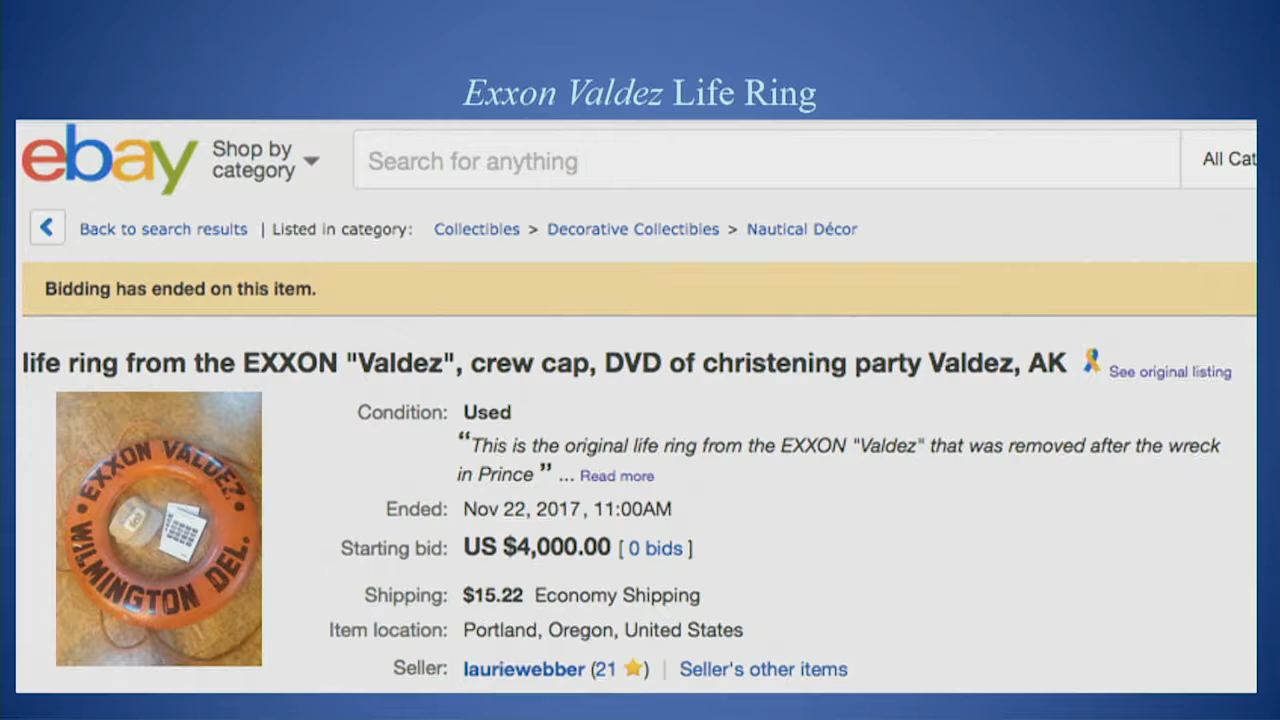 Exxon Valdez Life Ring
ebay
Shop by
category
Search for anything
All Cat
Back to search results | Listed in category: Collectibles > Decorative Collectibles > Nautical Décor
Bidding has ended on this item.
life ring from the EXXON "Valdez", crew cap, DVD of christening party Valdez, AK
See original listing
EXXON VALDEZ
WILMINGTON DEL.
Condition: Used
“This is the original life ring from the EXXON "Valdez" that was removed after the wreck
in Prince ” ... Read more
Ended: Nov 22, 2017 , 11:00AM
Starting bid: US $4,000.00 [ 0 bids ]
Shipping: $15.22 Economy Shipping
Item location: Portland, Oregon, United States
Seller: lauriewebber (21 ) | Seller's other items